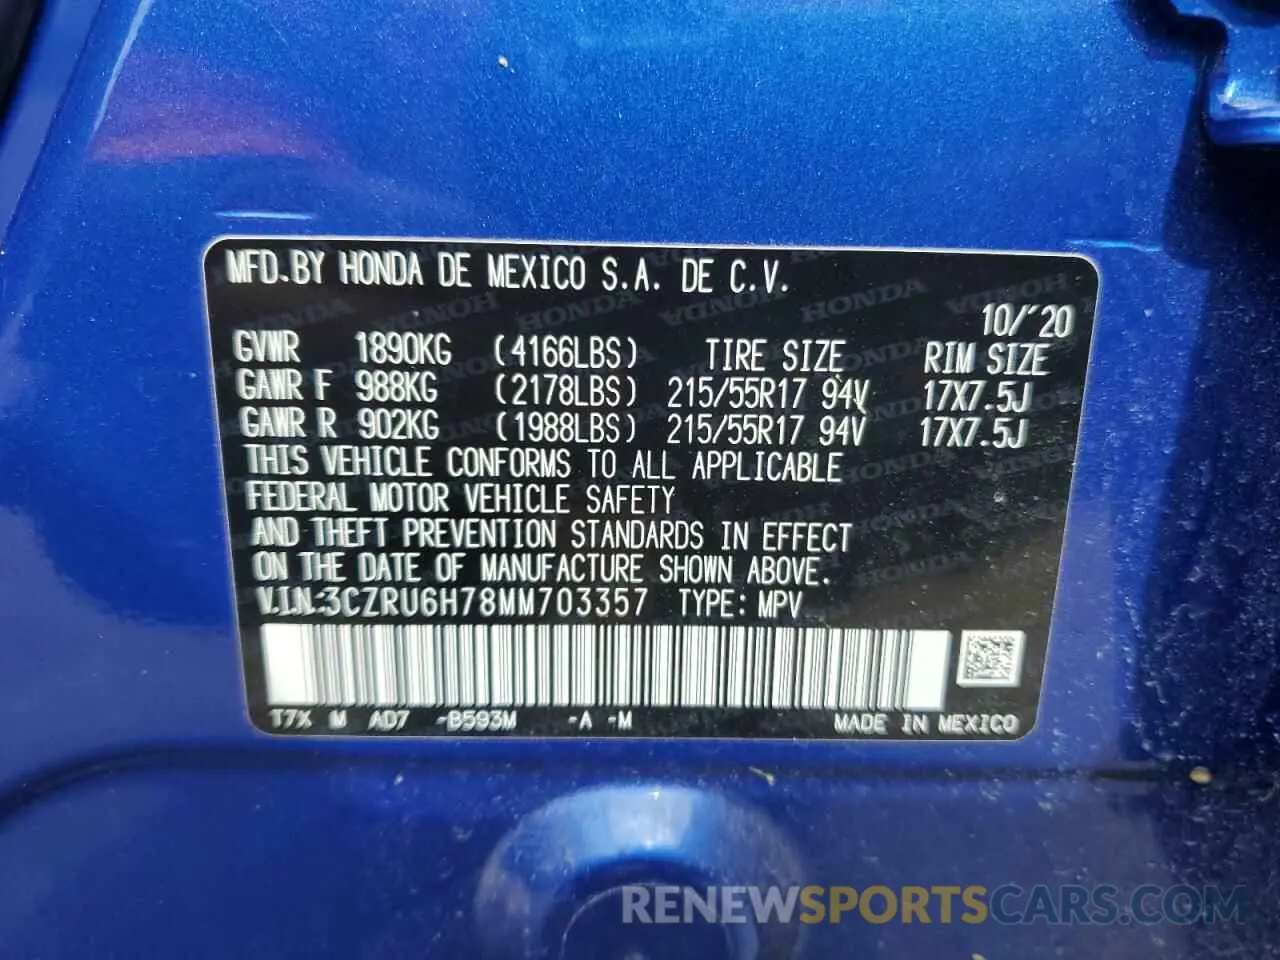 MFD.BY HONDA DE MEXICO S.A. DE C.V.
10/'20
GVWR 1890KG (4166LBS) TIRE SIZE RIM SIZE
GAWR F 988KG (2178LBS) 215/55R17 94V 17X7.5J
GAWR R 902KG (1988LBS) 215/55R17 94V 17X7.5J
THIS VEHICLE CONFORMS TO ALL APPLICABLE
FEDERAL MOTOR VEHICLE SAFETY
AND THEFT PREVENTION STANDARDS IN EFFECT
ON THE DATE OF MANUFACTURE SHOWN ABOVE.
V.I.N:3CZRU6H78MM703357 TYPE: MPV
T7X M AD7 -B593M -A -M MADE IN MEXICO
RENEWSPORTSCARS.COM